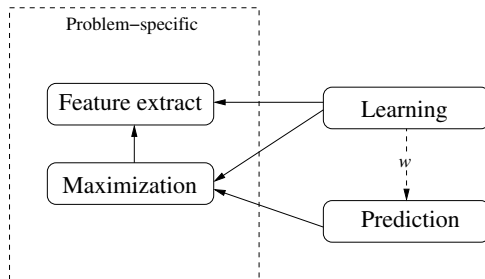 Problem−specific
Feature extract
Learning
w
Maximization
Prediction